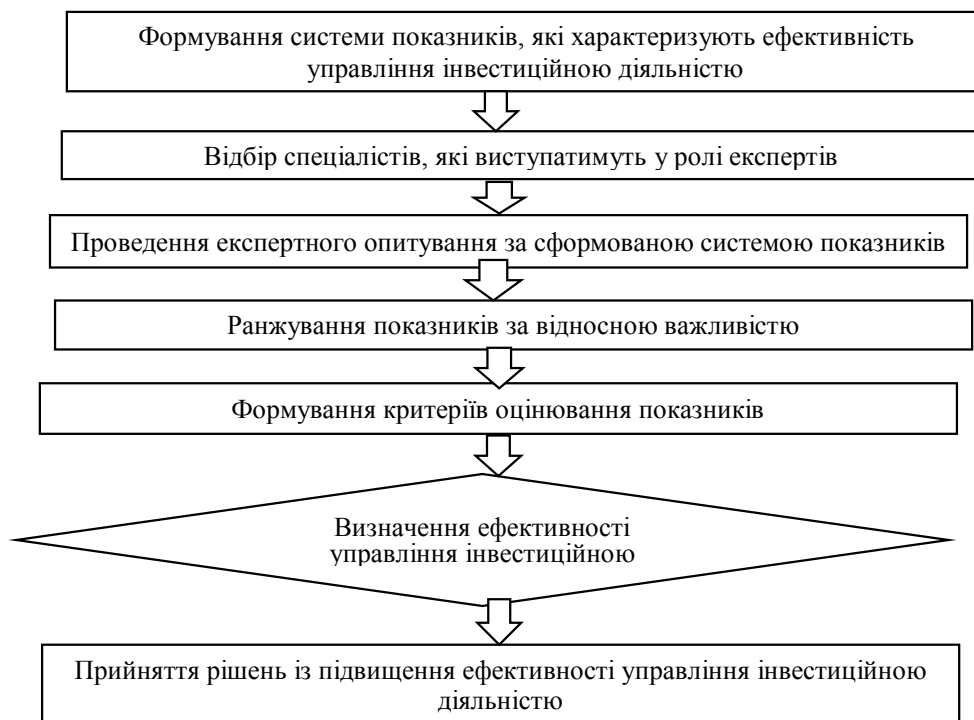 Формування системи показників, які характеризують ефективність
управління інвестиційною діяльністю
Відбір спеціалістів, які виступатимуть у ролі експертів
Проведення експертного опитування за сформованою системою показників
Ранжування показників за відносною важливістю
Формування критеріїв оцінювання показників
Визначення ефективності
управління інвестиційною
Прийняття рішень із підвищення ефективності управління інвестиційною
діяльністю